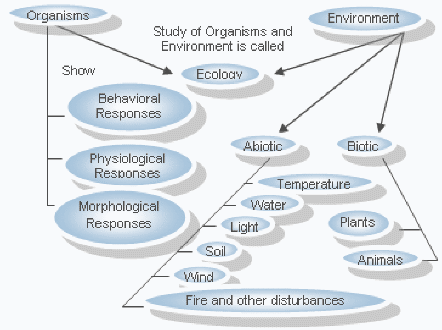 Organisms
Environment
Study of Organisms and
Environment is called
Ecology
Show
Behavioral
Responses
Physiological
Responses
Morphological
Responses
Abiotic
Biotic
Temperature
Water
Light
Soil
Wind
Fire and other disturbances
Plants
Animals